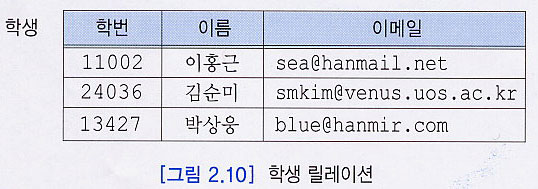 학생
학번 이름 이메일
11002 이홍근 sea@hanmail.net
24036 김순미 smkim@venus.uos.ac.kr
13427 박상웅 blue@hanmir.com
[그림 2.10] 학생 릴레이션